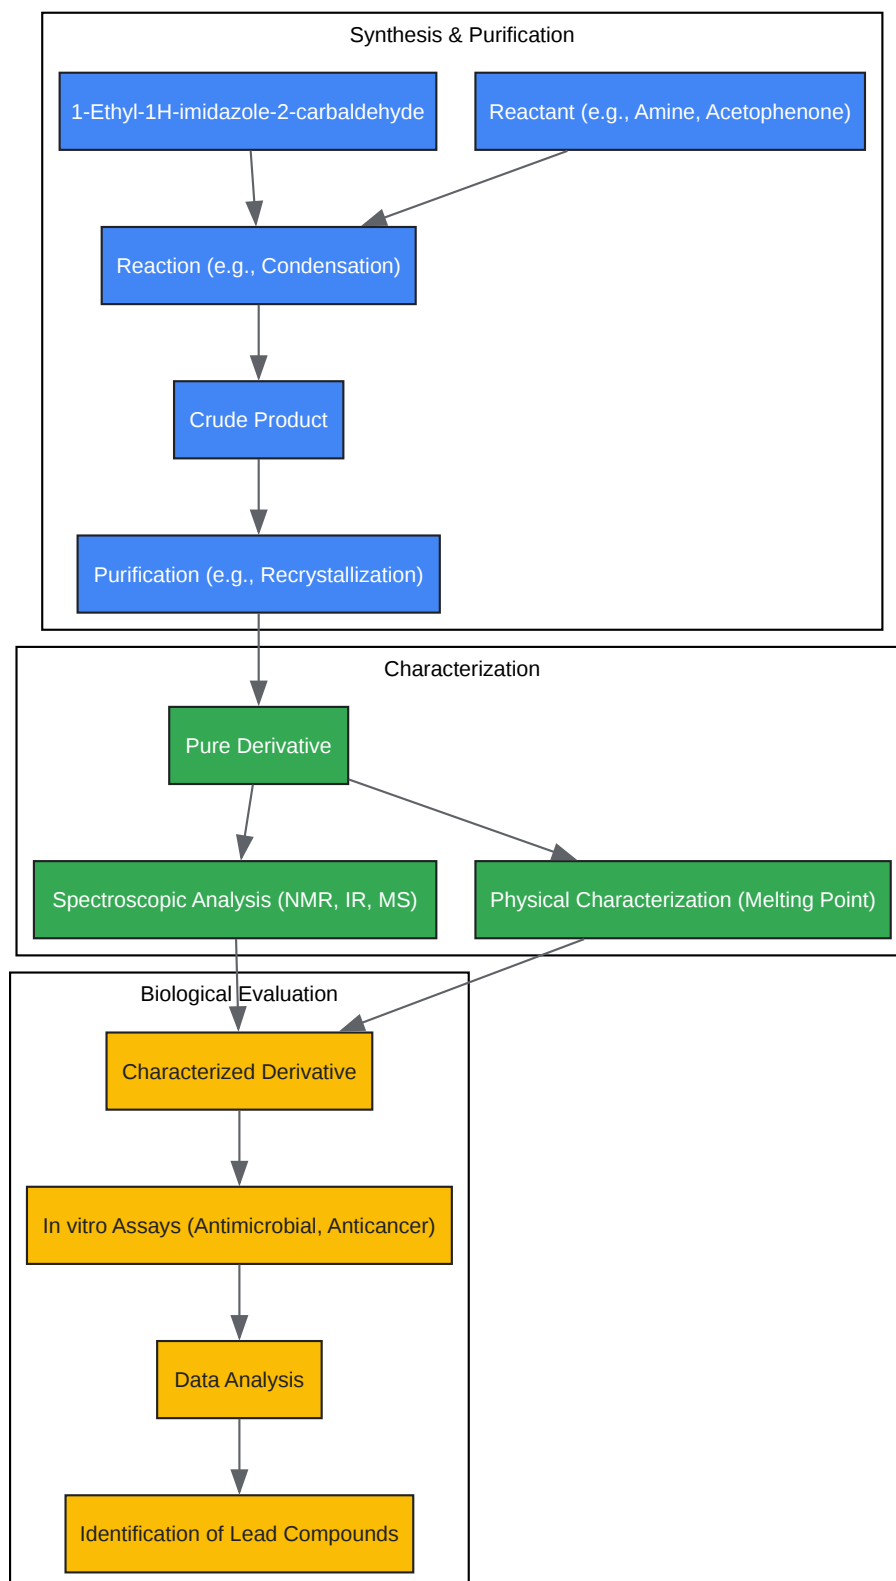 Synthesis & Purification
1-Ethyl-1H-imidazole-2-carbaldehyde
Reactant (e.g., Amine, Acetophenone)
Reaction (e.g., Condensation)
Crude Product
Purification (e.g., Recrystallization)
Characterization
Pure Derivative
Spectroscopic Analysis (NMR, IR, MS)
Physical Characterization (Melting Point)
Biological Evaluation
Characterized Derivative
In vitro Assays (Antimicrobial, Anticancer)
Data Analysis
Identification of Lead Compounds